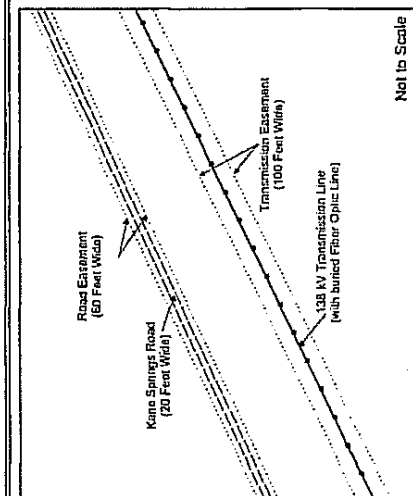 Road Easement
(60 Feet Wide)
Kane Springs Road
(20 Feet Wide)
Transmission Easement
(100 Feet Wide)
138 kV Transmission Line
[with buried Fiber Optic Line]
Not to Scale